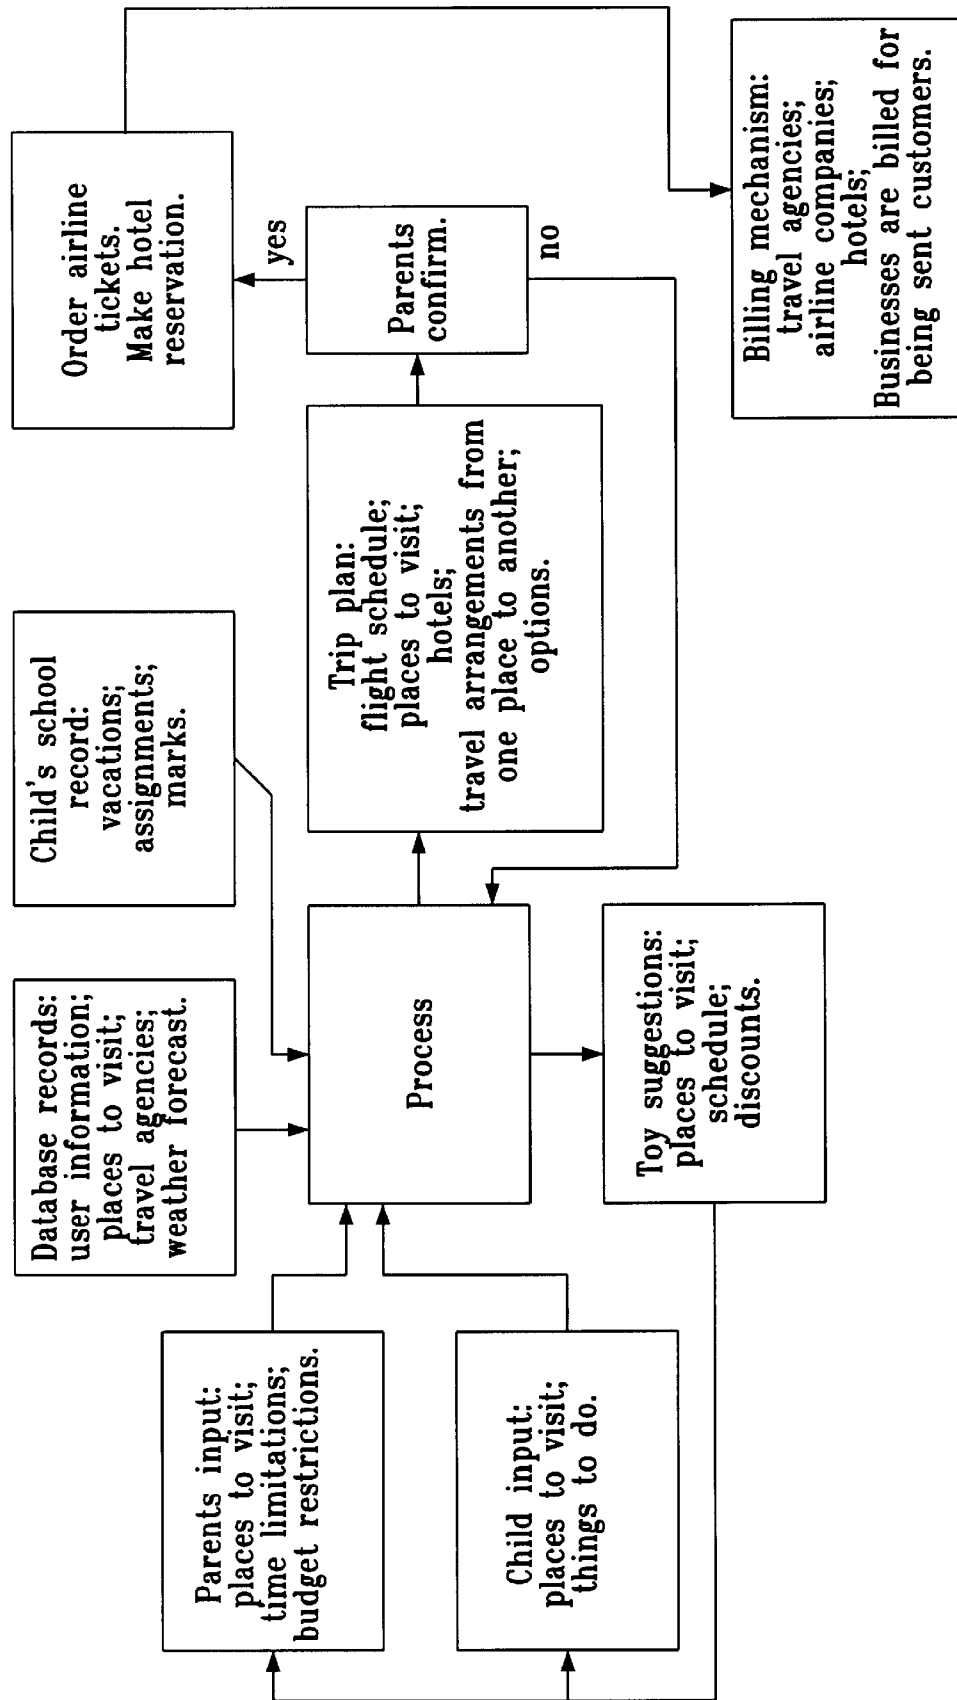 Database records:
user information;
places to visit;
travel agencies;
weather forecast.
Child's school
record:
vacations;
assignments;
marks.
Order airline
tickets.
Make hotel
reservation.
Parents input:
places to visit;
time limitations;
budget restrictions.
Process
Trip plan:
flight schedule;
places to visit;
hotels;
travel arrangements from
one place to another;
options.
Parents
confirm.
yes
no
Child input:
places to visit;
things to do.
Toy suggestions:
places to visit;
schedule;
discounts.
Billing mechanism:
travel agencies;
airline companies;
hotels;
Businesses are billed for
being sent customers.